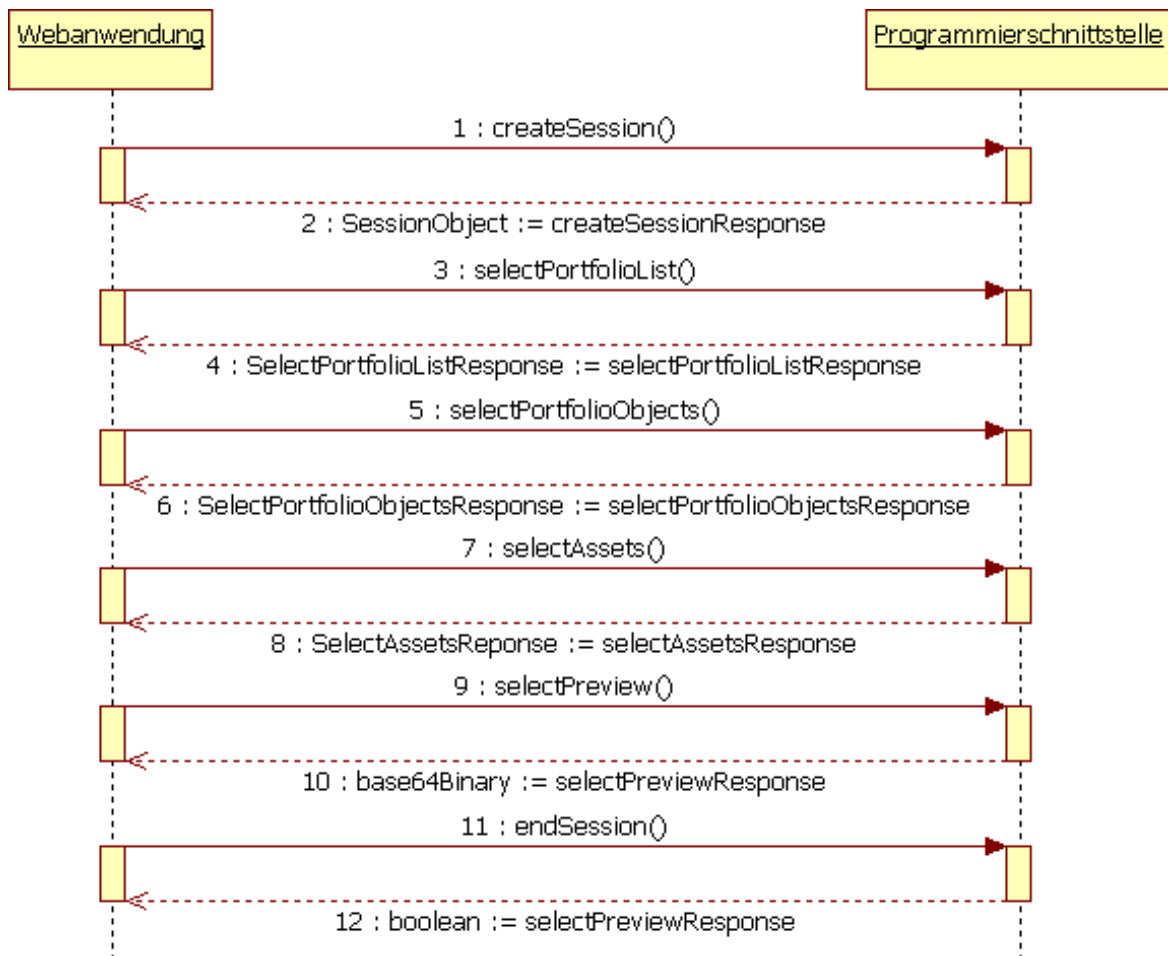 Webanwendung
Programmierschnittstelle
1 : createSession()
2 : SessionObject := createSessionResponse
3 : selectPortfolioList()
4 : SelectPortfolioListResponse := selectPortfolioListResponse
5 : selectPortfolioObjects()
6 : SelectPortfolioObjectsResponse := selectPortfolioObjectsResponse
7 : selectAssets()
8 : SelectAssetsReponse := selectAssetsResponse
9 : selectPreview()
10 : base64Binary := selectPreviewResponse
11 : endSession()
12 : boolean := selectPreviewResponse